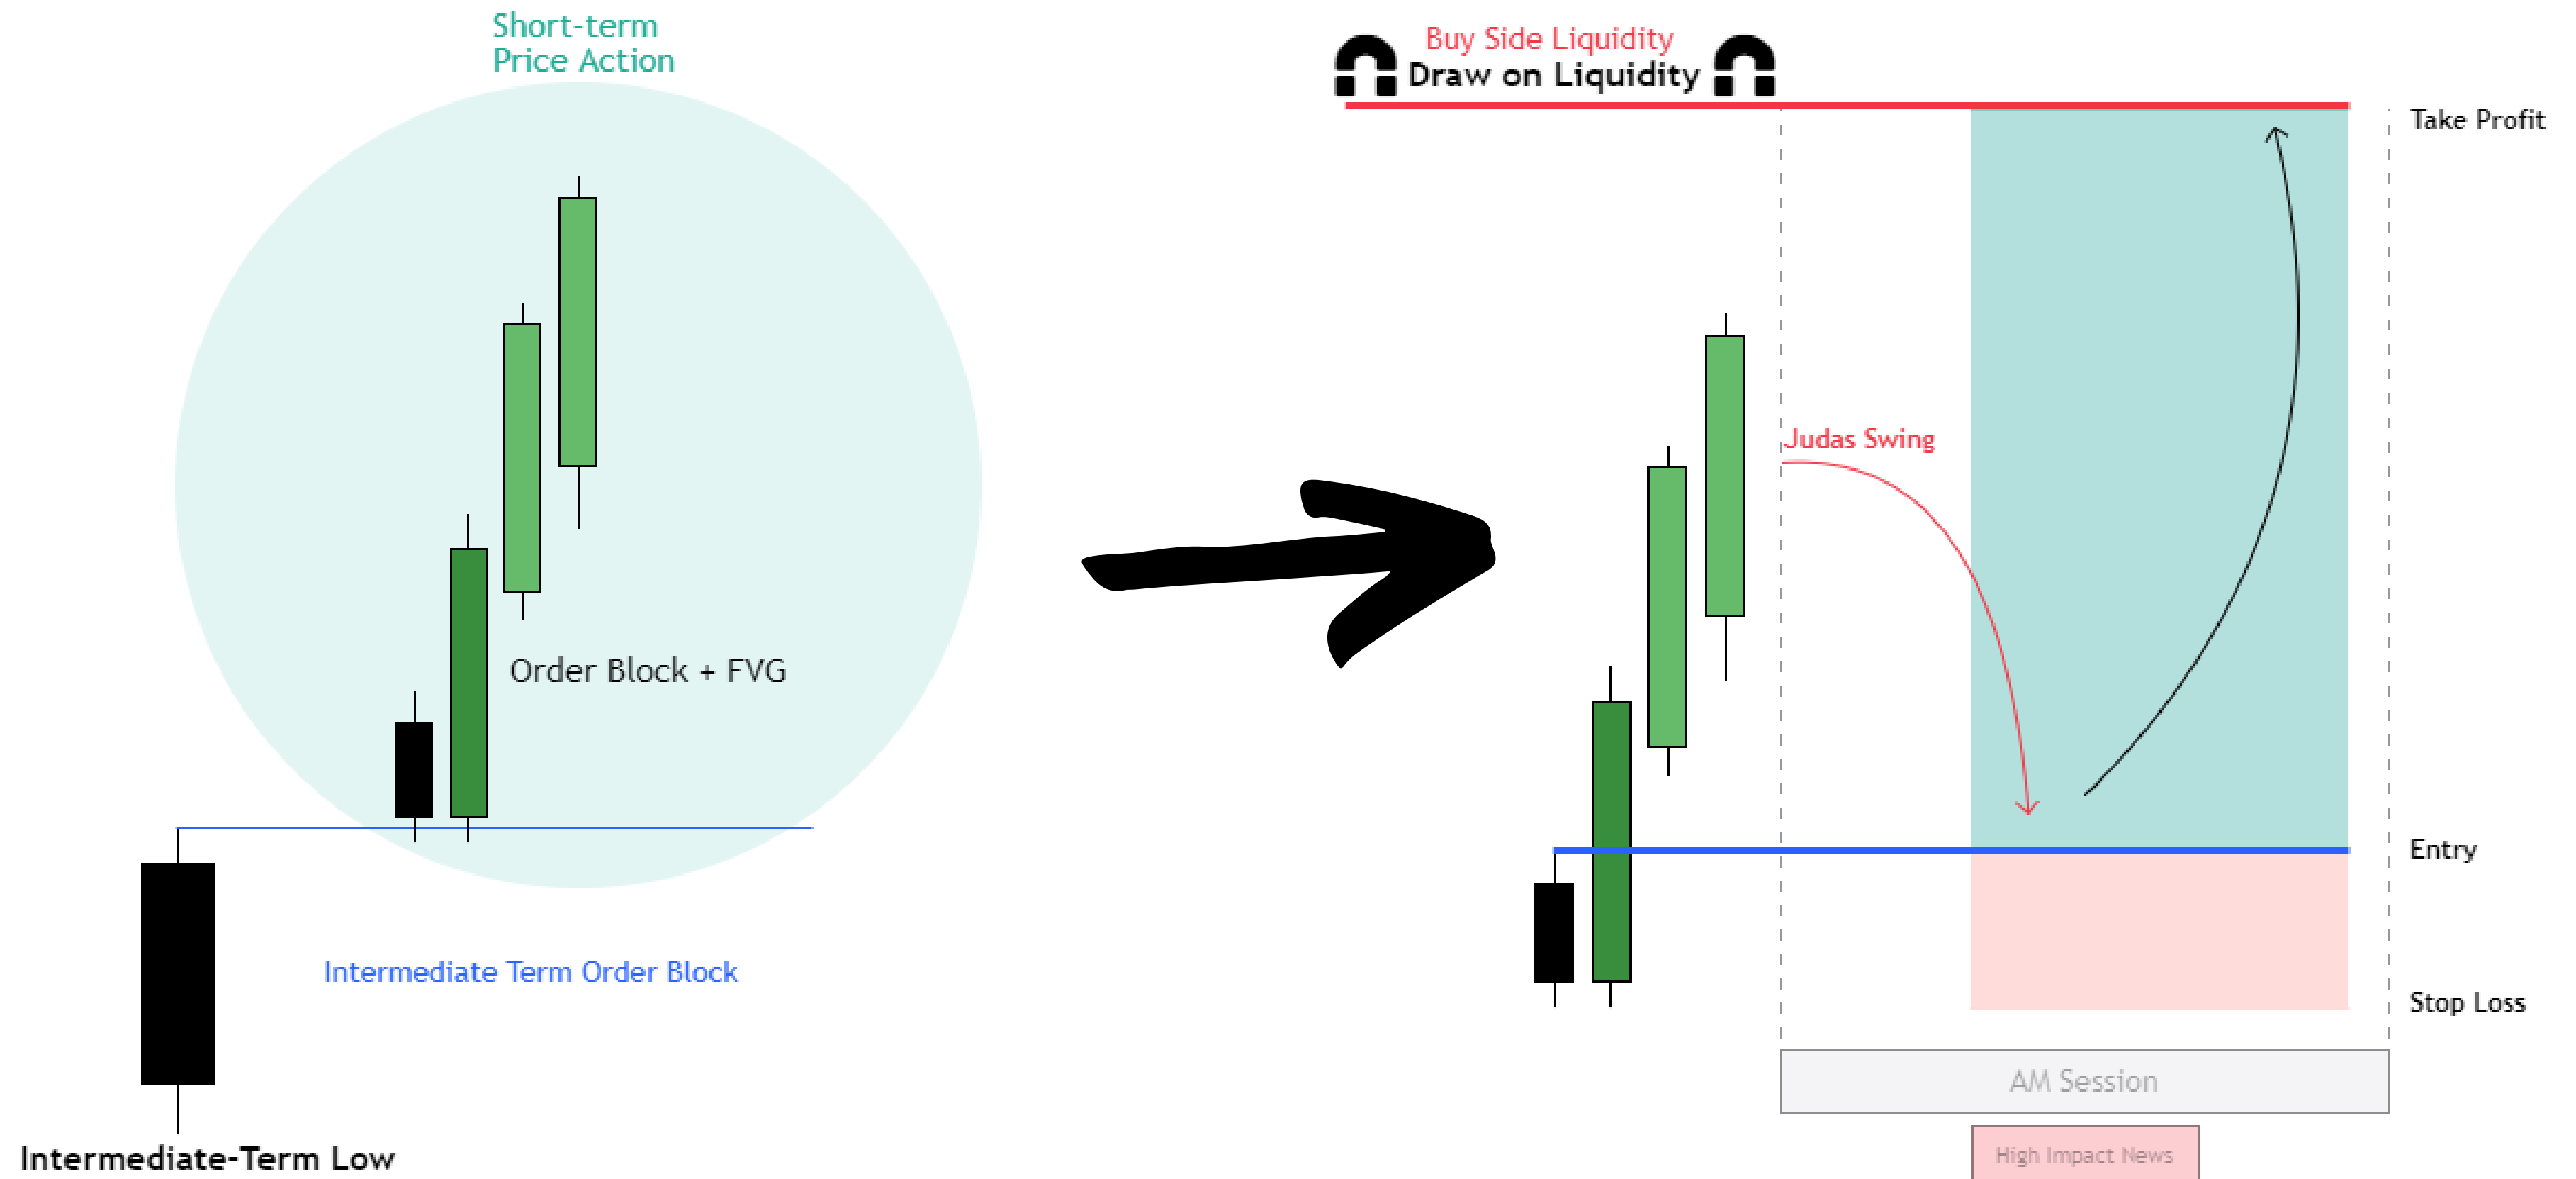 Short-term
Price Action
Order Block + FVG
Intermediate Term Order Block
Intermediate-Term Low
Buy Side Liquidity
Draw on Liquidity
Take Profit
Judas Swing
Entry
Stop Loss
AM Session
High Impact News